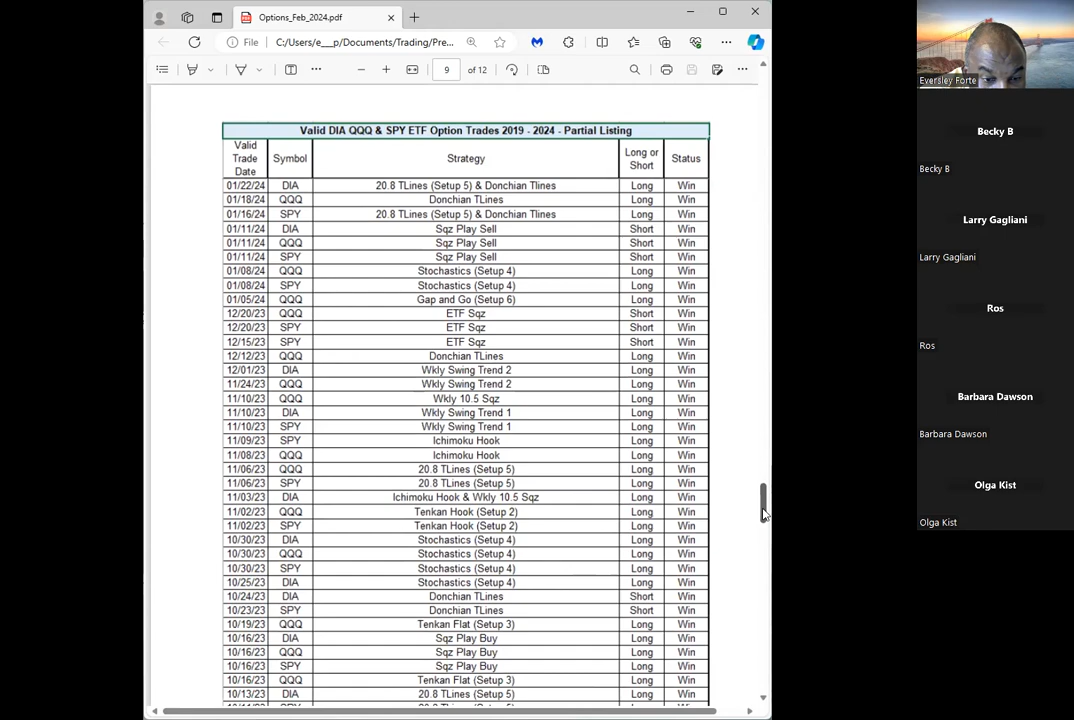 Options_Feb_2024.pdf
File C:/Users/e___p/Documents/Trading/Pre...
9 of 12
Valid DIA QQQ & SPY ETF Option Trades 2019 - 2024 - Partial Listing
Valid Trade Date Symbol Strategy Long or Short Status
01/22/24 DIA 20.8 TLines (Setup 5) & Donchian Tlines Long Win
01/18/24 QQQ Donchian TLines Long Win
01/16/24 SPY 20.8 TLines (Setup 5) & Donchian Tlines Long Win
01/11/24 DIA Sqz Play Sell Short Win
01/11/24 QQQ Sqz Play Sell Short Win
01/11/24 SPY Sqz Play Sell Short Win
01/08/24 QQQ Stochastics (Setup 4) Long Win
01/08/24 SPY Stochastics (Setup 4) Long Win
01/05/24 QQQ Gap and Go (Setup 6) Long Win
12/20/23 QQQ ETF Sqz Short Win
12/20/23 SPY ETF Sqz Short Win
12/15/23 SPY ETF Sqz Short Win
12/12/23 QQQ Donchian TLines Long Win
12/01/23 DIA Wkly Swing Trend 2 Long Win
11/24/23 QQQ Wkly Swing Trend 2 Long Win
11/10/23 QQQ Wkly 10.5 Sqz Long Win
11/10/23 DIA Wkly Swing Trend 1 Long Win
11/10/23 SPY Wkly Swing Trend 1 Long Win
11/09/23 SPY Ichimoku Hook Long Win
11/08/23 QQQ Ichimoku Hook Long Win
11/06/23 QQQ 20.8 TLines (Setup 5) Long Win
11/06/23 SPY 20.8 TLines (Setup 5) Long Win
11/03/23 DIA Ichimoku Hook & Wkly 10.5 Sqz Long Win
11/02/23 QQQ Tenkan Hook (Setup 2) Long Win
11/02/23 SPY Tenkan Hook (Setup 2) Long Win
10/30/23 DIA Stochastics (Setup 4) Long Win
10/30/23 QQQ Stochastics (Setup 4) Long Win
10/30/23 SPY Stochastics (Setup 4) Long Win
10/25/23 DIA Stochastics (Setup 4) Long Win
10/24/23 DIA Donchian TLines Short Win
10/23/23 SPY Donchian TLines Short Win
10/19/23 QQQ Tenkan Flat (Setup 3) Long Win
10/16/23 DIA Sqz Play Buy Long Win
10/16/23 QQQ Sqz Play Buy Long Win
10/16/23 SPY Sqz Play Buy Long Win
10/16/23 QQQ Tenkan Flat (Setup 3) Long Win
10/13/23 DIA 20.8 TLines (Setup 5) Long Win
Eversley Forte
Becky B
Becky B
Larry Gagliani
Larry Gagliani
Ros
Ros
Barbara Dawson
Barbara Dawson
Olga Kist
Olga Kist